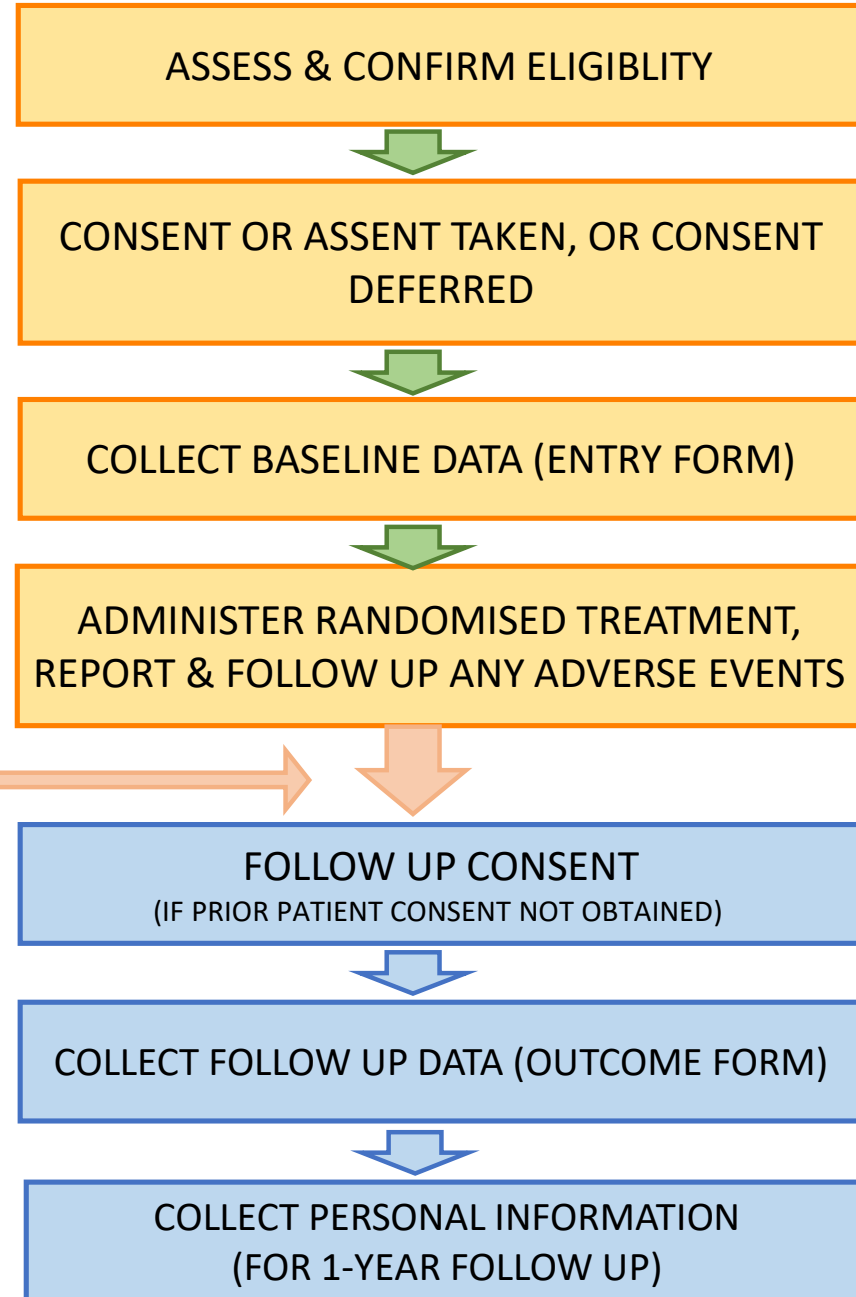 ASSESS & CONFIRM ELIGIBLITY
CONSENT OR ASSENT TAKEN, OR CONSENT
DEFERRED
COLLECT BASELINE DATA (ENTRY FORM)
ADMINISTER RANDOMISED TREATMENT,
REPORT & FOLLOW UP ANY ADVERSE EVENTS
FOLLOW UP CONSENT
(IF PRIOR PATIENT CONSENT NOT OBTAINED)
COLLECT FOLLOW UP DATA (OUTCOME FORM)
COLLECT PERSONAL INFORMATION
(FOR 1-YEAR FOLLOW UP)